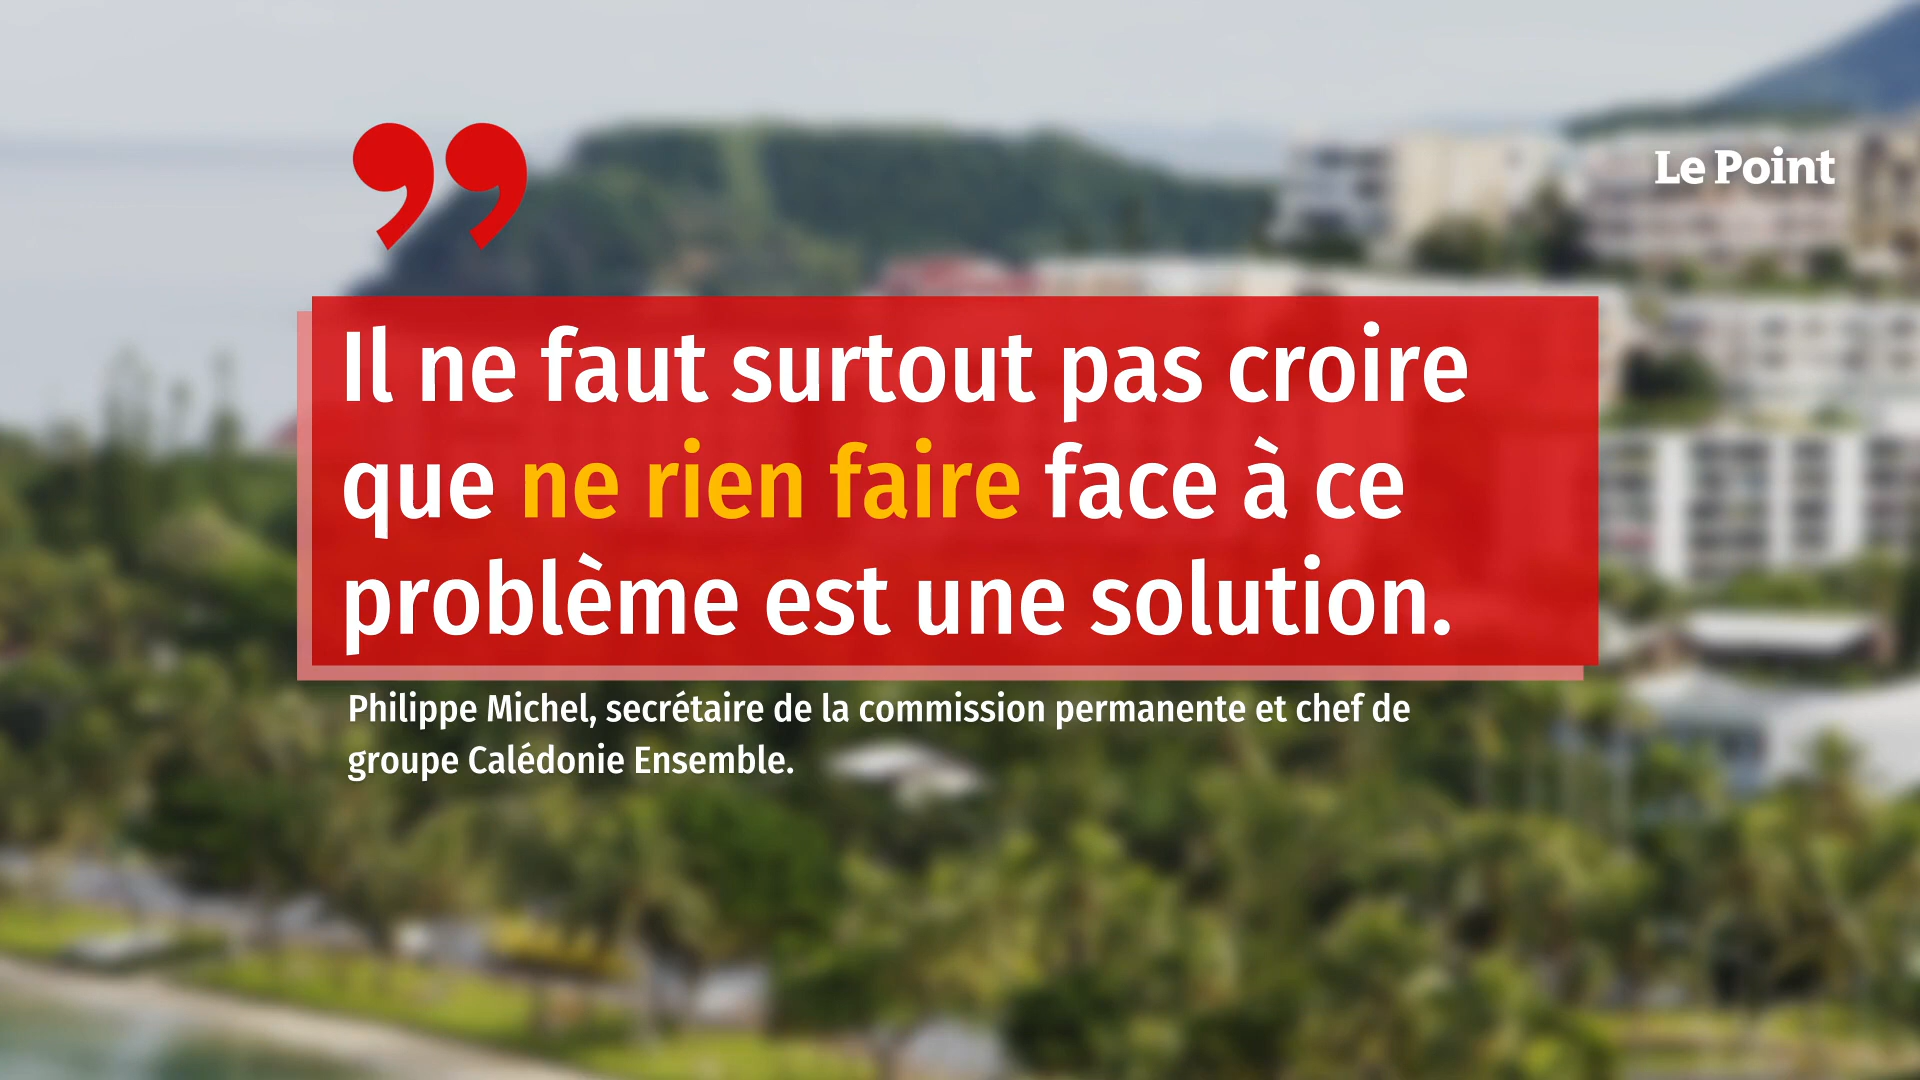 ”
Le Point
Il ne faut surtout pas croire
que ne rien faire face à ce
problème est une solution.
Philippe Michel, secrétaire de la commission permanente et chef de
groupe Calédonie Ensemble.